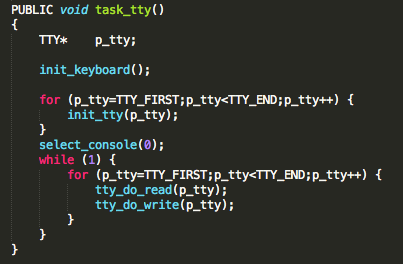 PUBLIC void task_tty()
{
    TTY*    p_tty;

    init_keyboard();

    for (p_tty=TTY_FIRST;p_tty<TTY_END;p_tty++) {
        init_tty(p_tty);
    }
    select_console(0);
    while (1) {
        for (p_tty=TTY_FIRST;p_tty<TTY_END;p_tty++) {
            tty_do_read(p_tty);
            tty_do_write(p_tty);
        }
    }
}